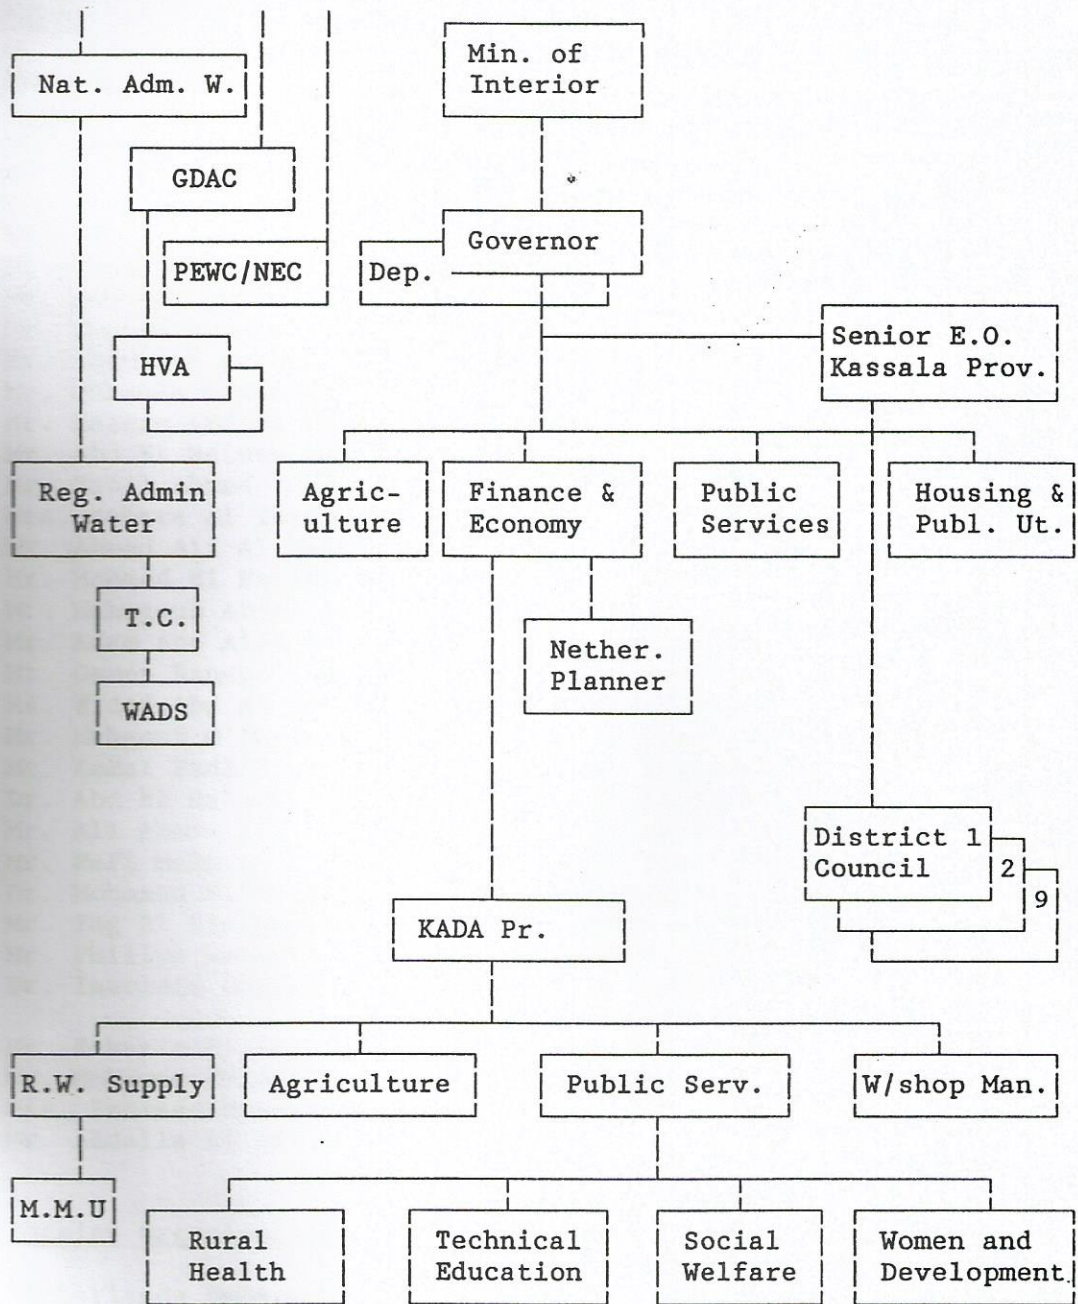 Min. of
Interior
Nat. Adm. W.
GDAC
Governor
PEWC/NEC
Dep.
Senior E.O.
Kassala Prov.
HVA
Reg. Admin
Water
Agric-
ulture
Finance &
Economy
Public
Services
Housing &
Publ. Ut.
T.C.
Nether.
Planner
WADS
District 1
Council
2
9
KADA Pr.
R.W. Supply
Agriculture
Public Serv.
W/shop Man.
M.M.U
Rural
Health
Technical
Education
Social
Welfare
Women and
Development.